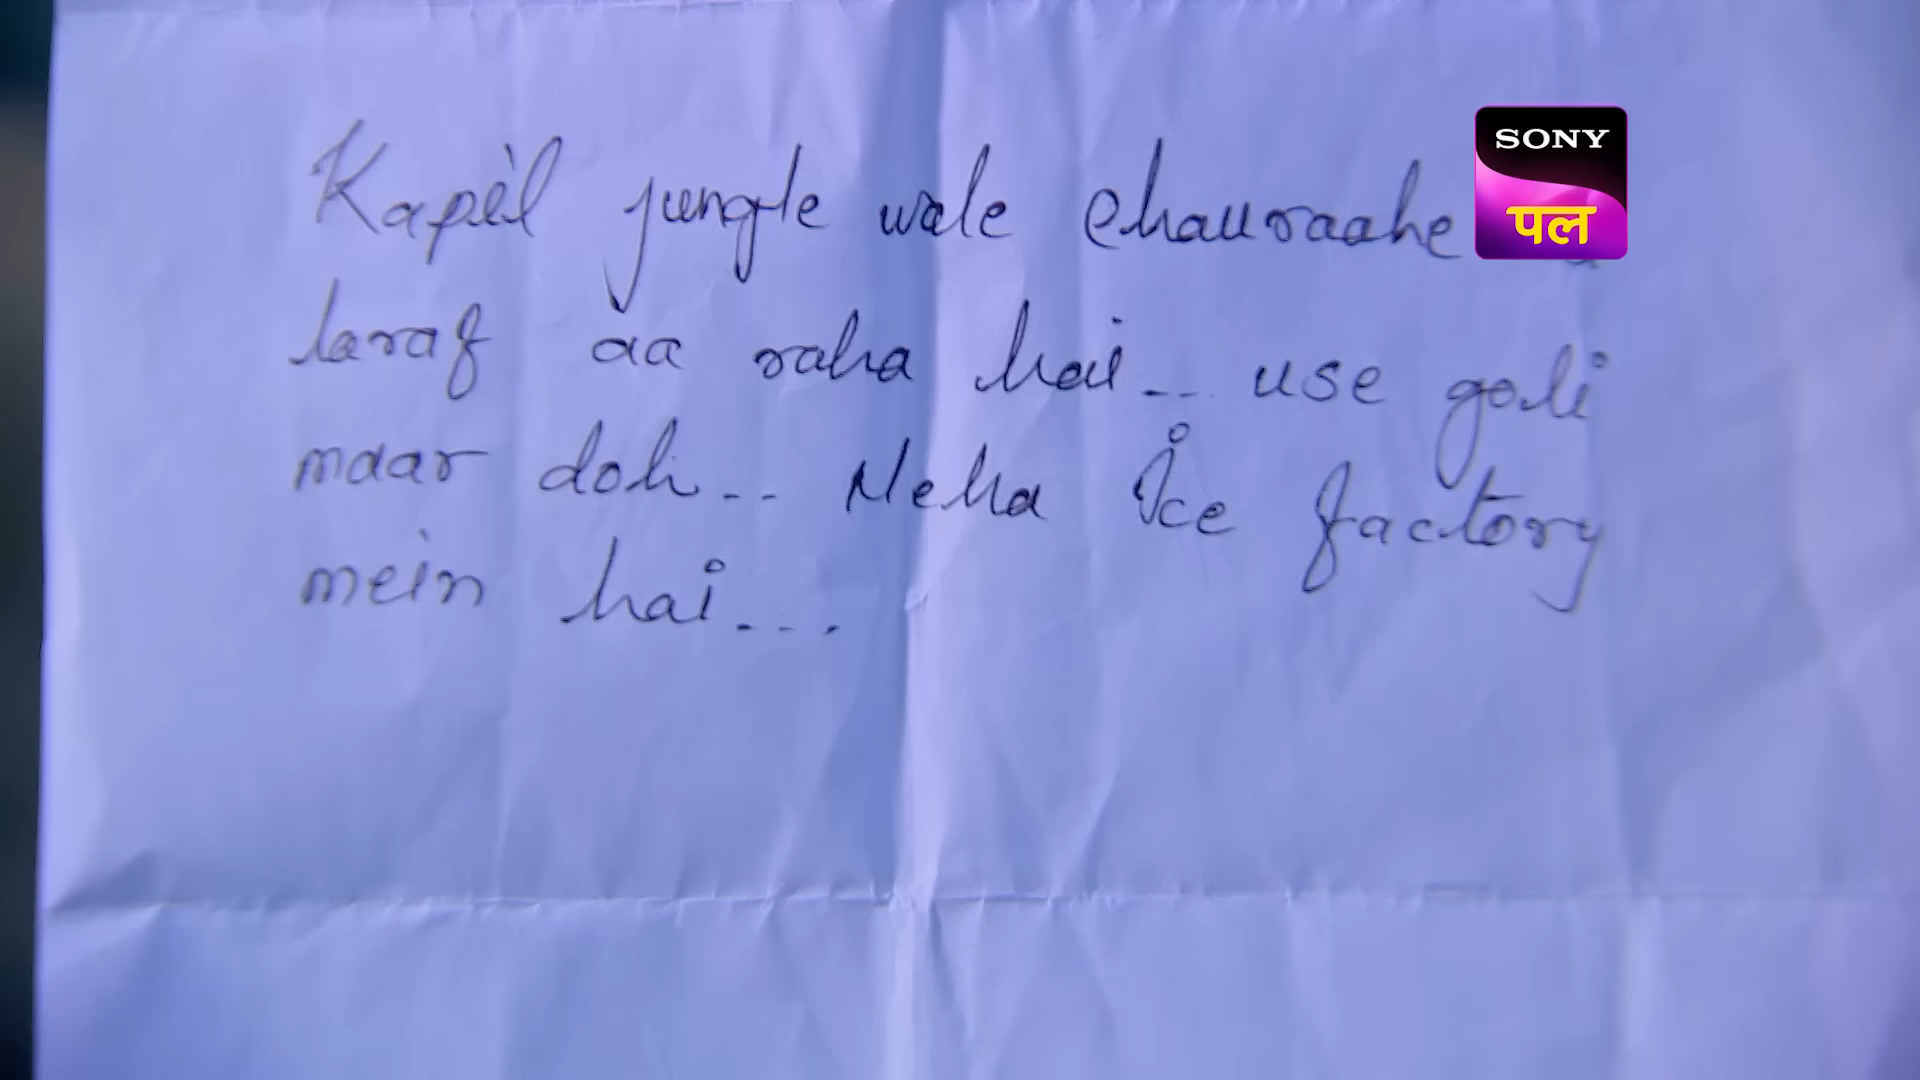 Kapil jungle wale chauraahe
SONY
पल
taraf aa raha hai... use goli
maar doh... Neha Ice factory
mein hai....